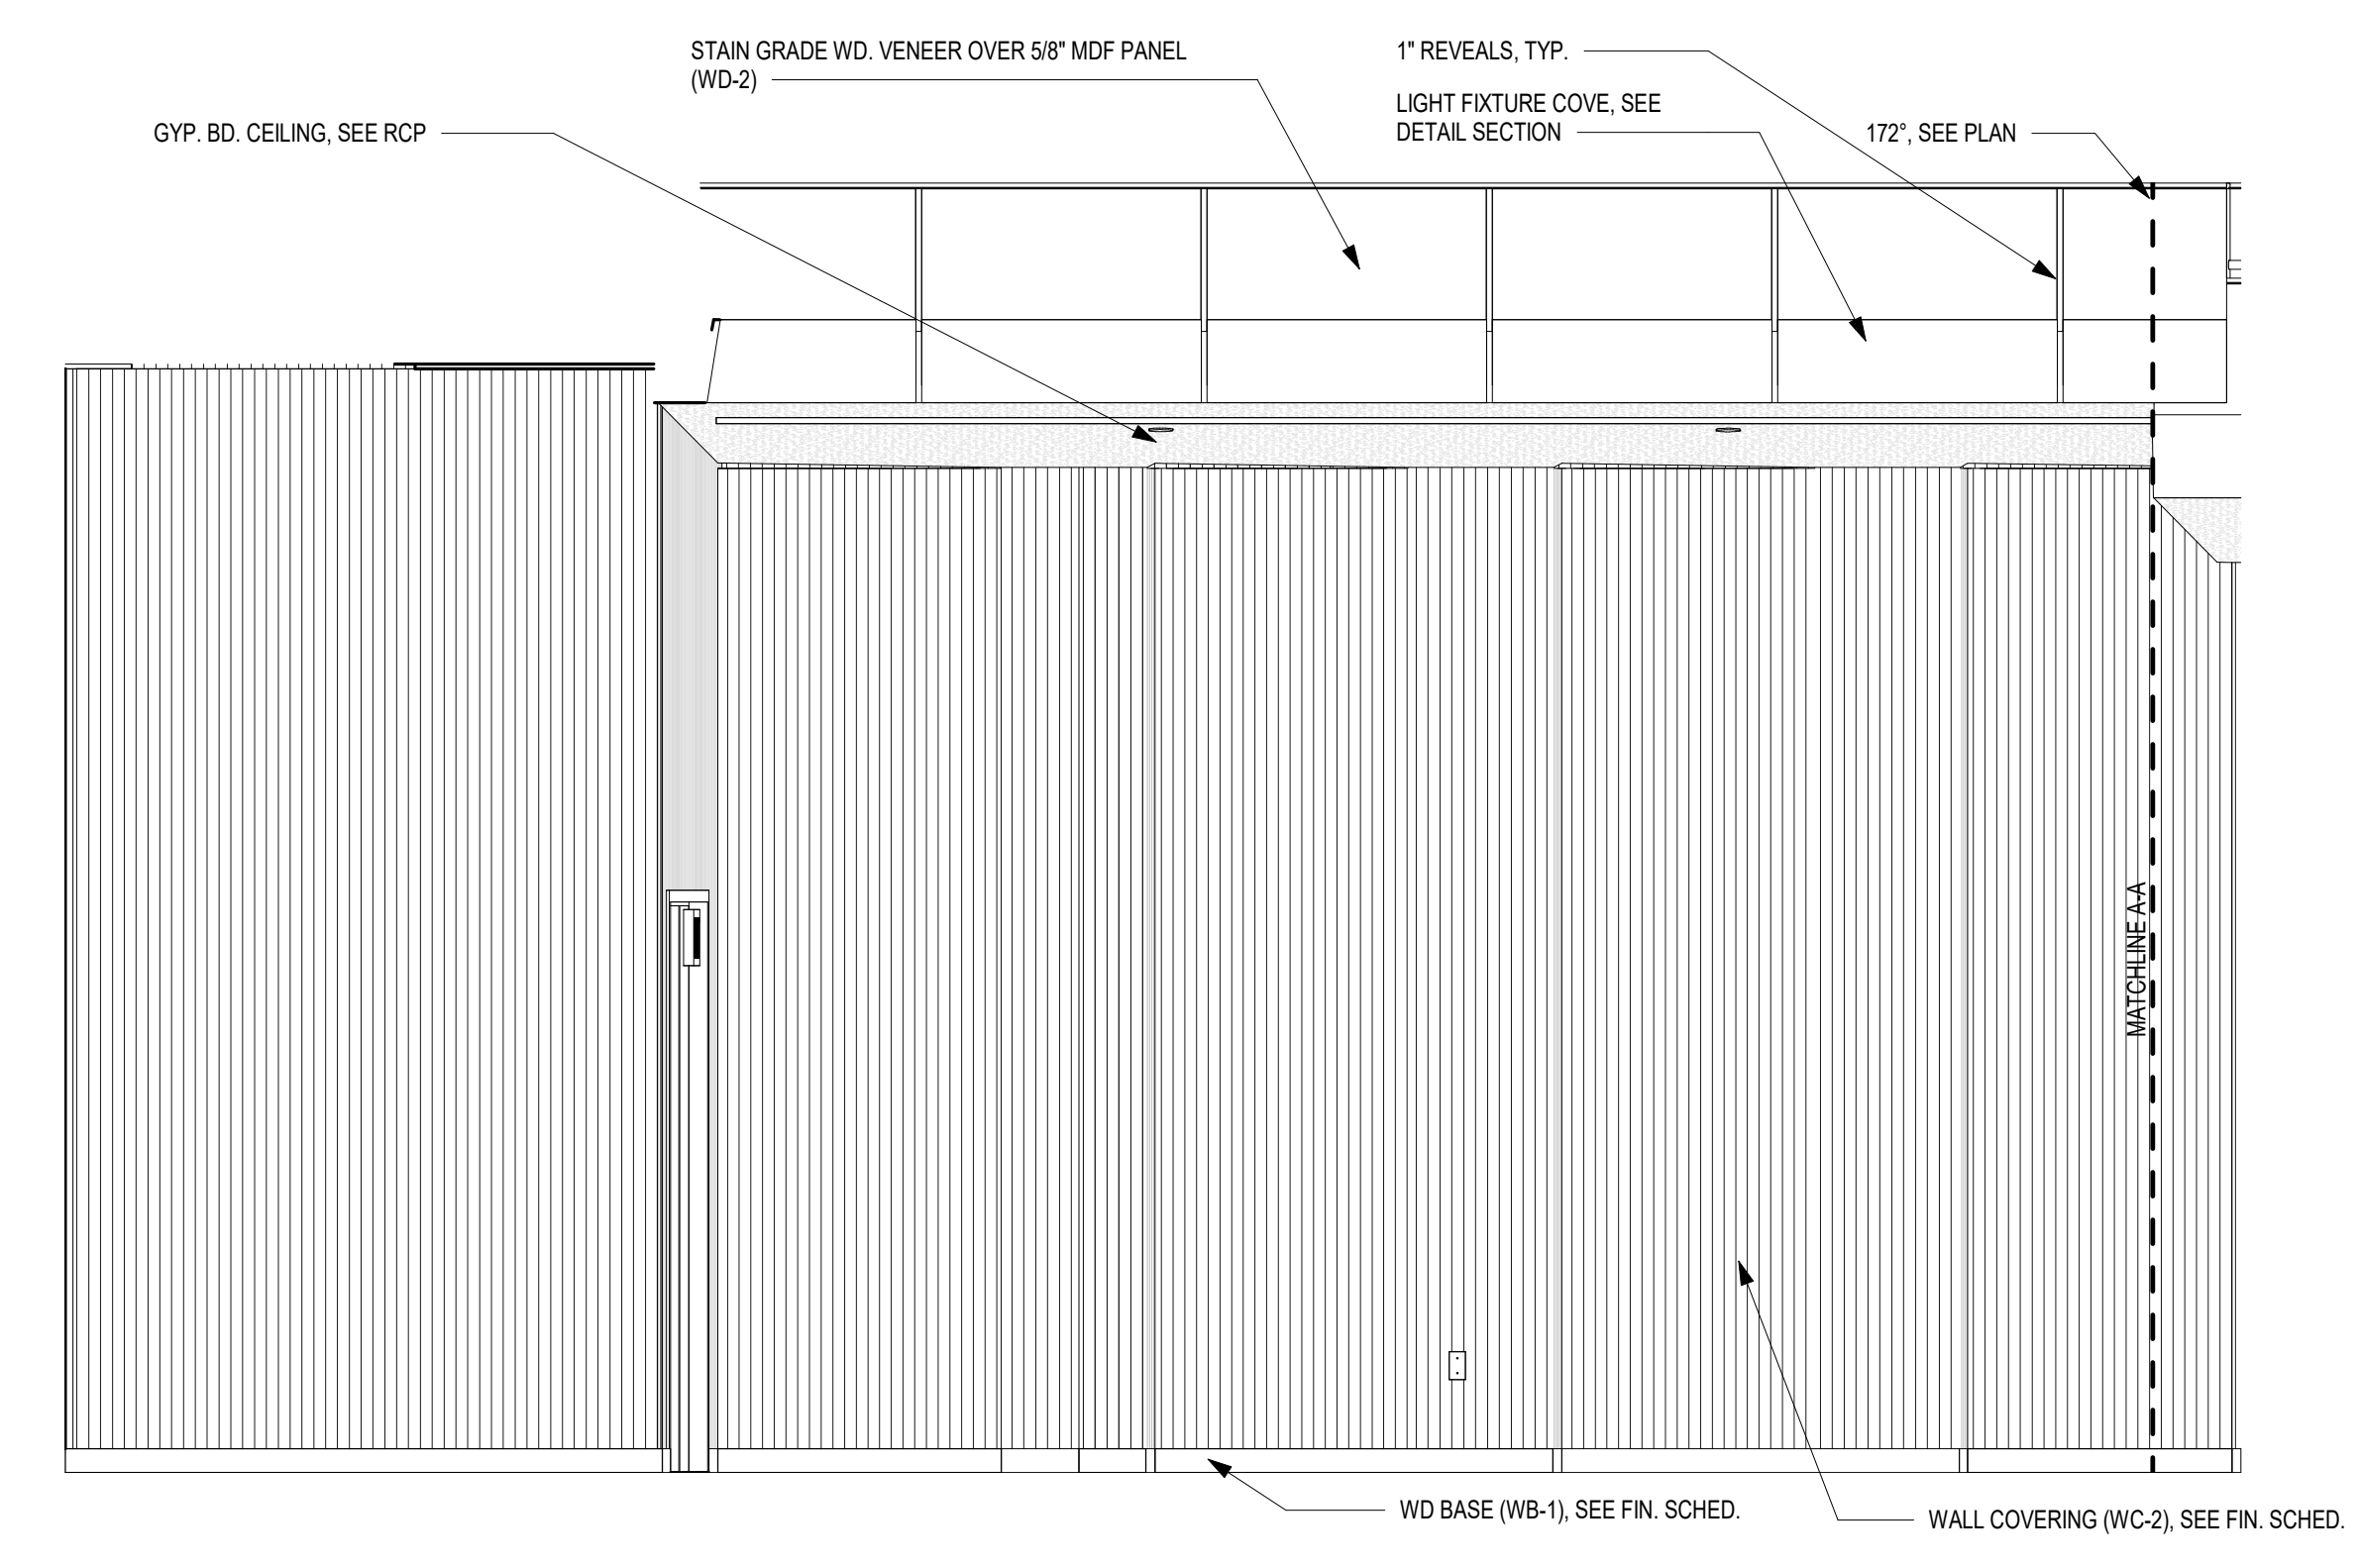 STAIN GRADE WD. VENEER OVER 5/8" MDF PANEL
(WD-2)
1" REVEALS, TYP.
LIGHT FIXTURE COVE, SEE
DETAIL SECTION
GYP. BD. CEILING, SEE RCP
172°, SEE PLAN
MATCHLINE A-A
WD BASE (WB-1), SEE FIN. SCHED.
WALL COVERING (WC-2), SEE FIN. SCHED.